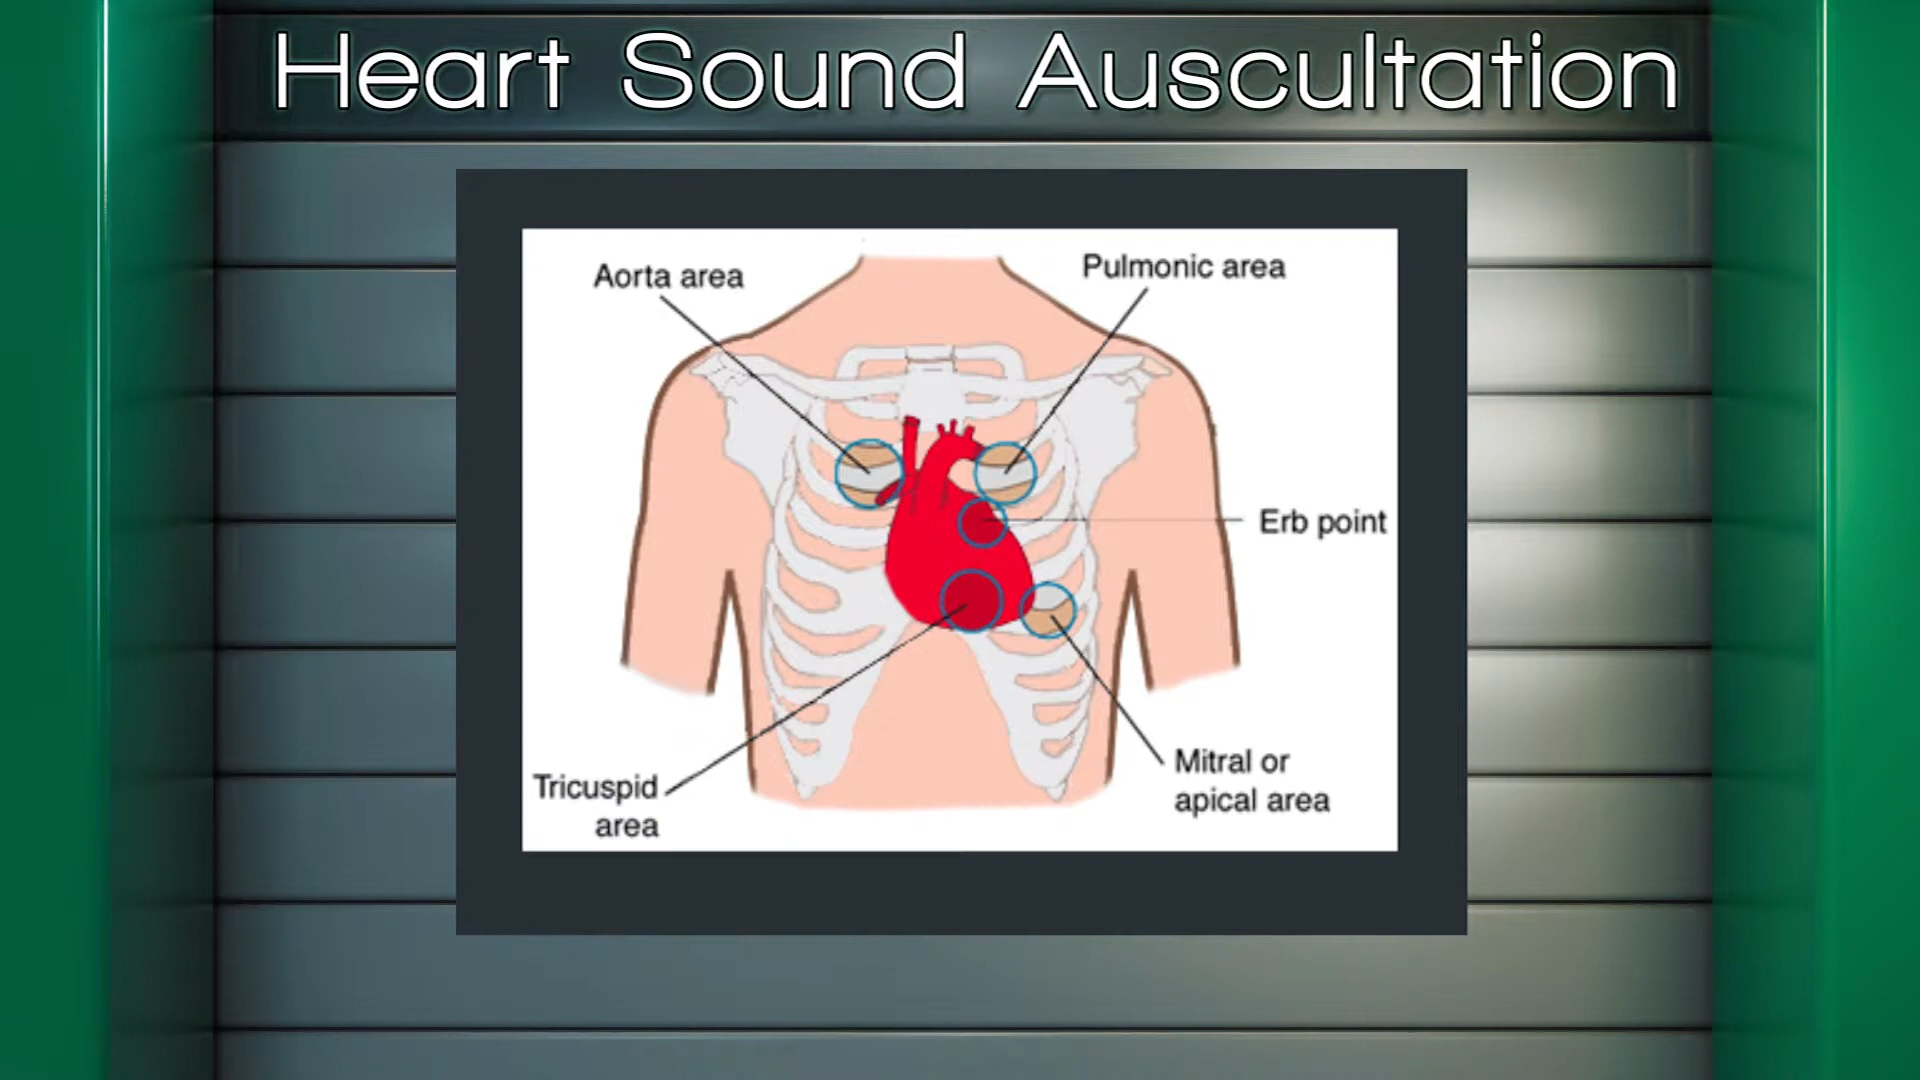 Heart Sound Auscultation
Aorta area
Pulmonic area
Erb point
Tricuspid
area
Mitral or
apical area